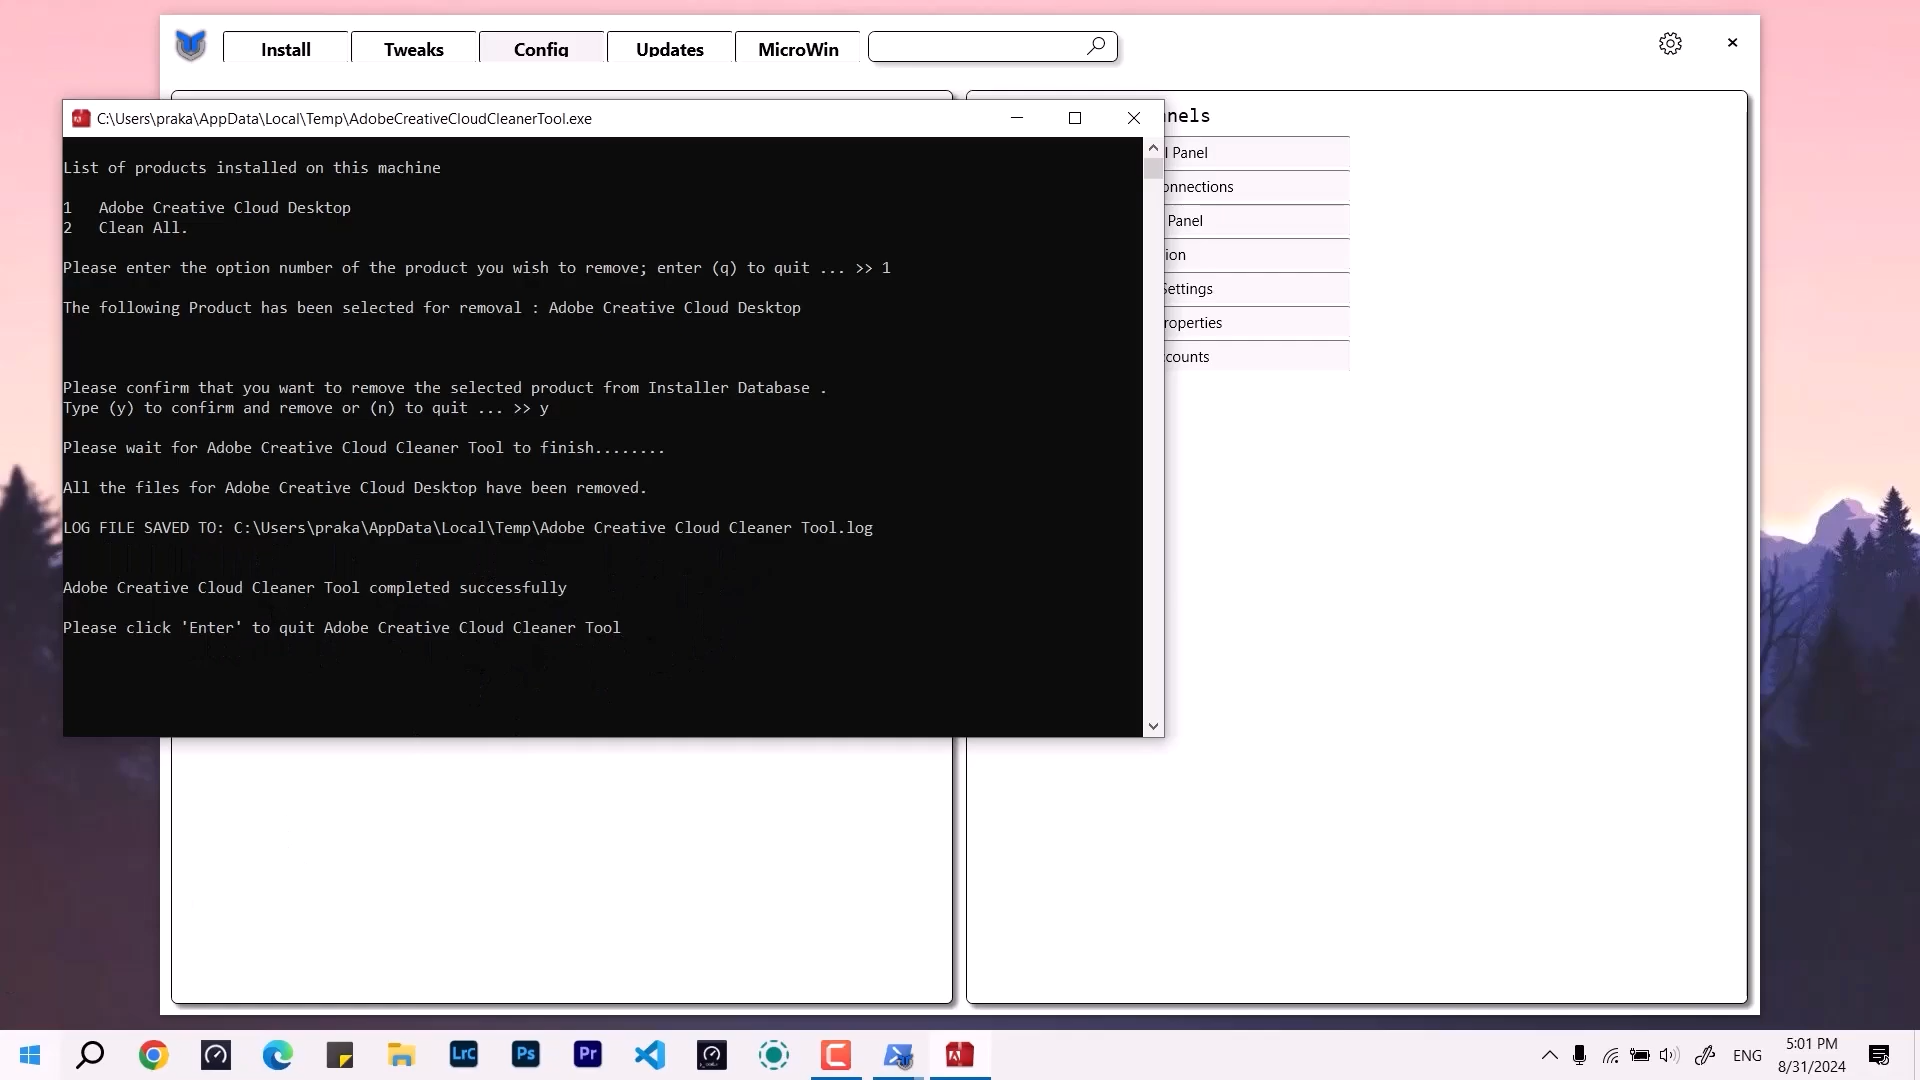 Install
Tweaks
Config
Updates
MicroWin
C:\Users\praka\AppData\Local\Temp\AdobeCreativeCloudCleanerTool.exe
List of products installed on this machine
1 Adobe Creative Cloud Desktop
2 Clean All.
Please enter the option number of the product you wish to remove; enter (q) to quit ... >> 1
The following Product has been selected for removal : Adobe Creative Cloud Desktop
Please confirm that you want to remove the selected product from Installer Database .
Type (y) to confirm and remove or (n) to quit ... >> y
Please wait for Adobe Creative Cloud Cleaner Tool to finish........
All the files for Adobe Creative Cloud Desktop have been removed.
LOG FILE SAVED TO: C:\Users\praka\AppData\Local\Temp\Adobe Creative Cloud Cleaner Tool.log
Adobe Creative Cloud Cleaner Tool completed successfully
Please click 'Enter' to quit Adobe Creative Cloud Cleaner Tool
nels
l Panel
onnections
Panel
ion
Settings
roperties
ccounts
LrC
Ps
Pr
ENG
5:01 PM
8/31/2024